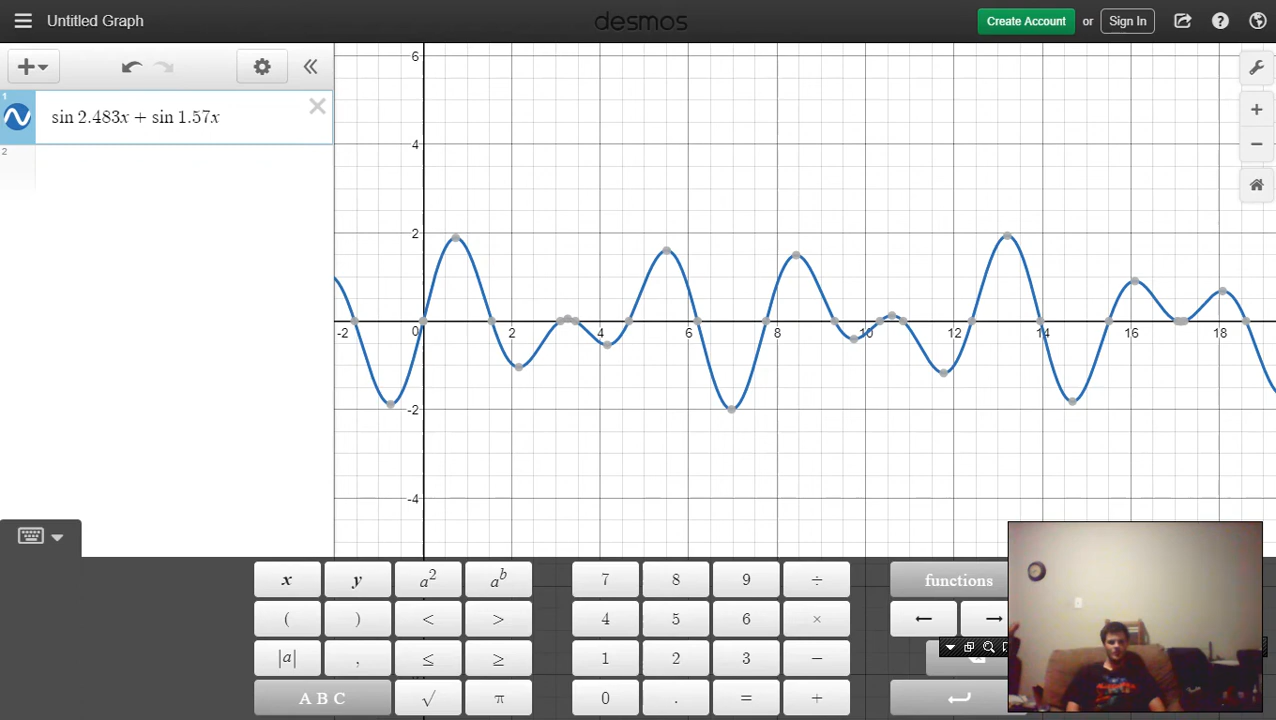 Untitled Graph
desmos
Create Account or Sign In
1
sin 2.483x + sin 1.57x
2
6
4
2
-2 0 2 4 6 8 10 12 14 16 18
-2
-4
x y a² aᵇ 7 8 9 ÷ functions
( ) < > 4 5 6 × ← →
|a| , ≤ ≥ 1 2 3 −
A B C √ π 0 . = +